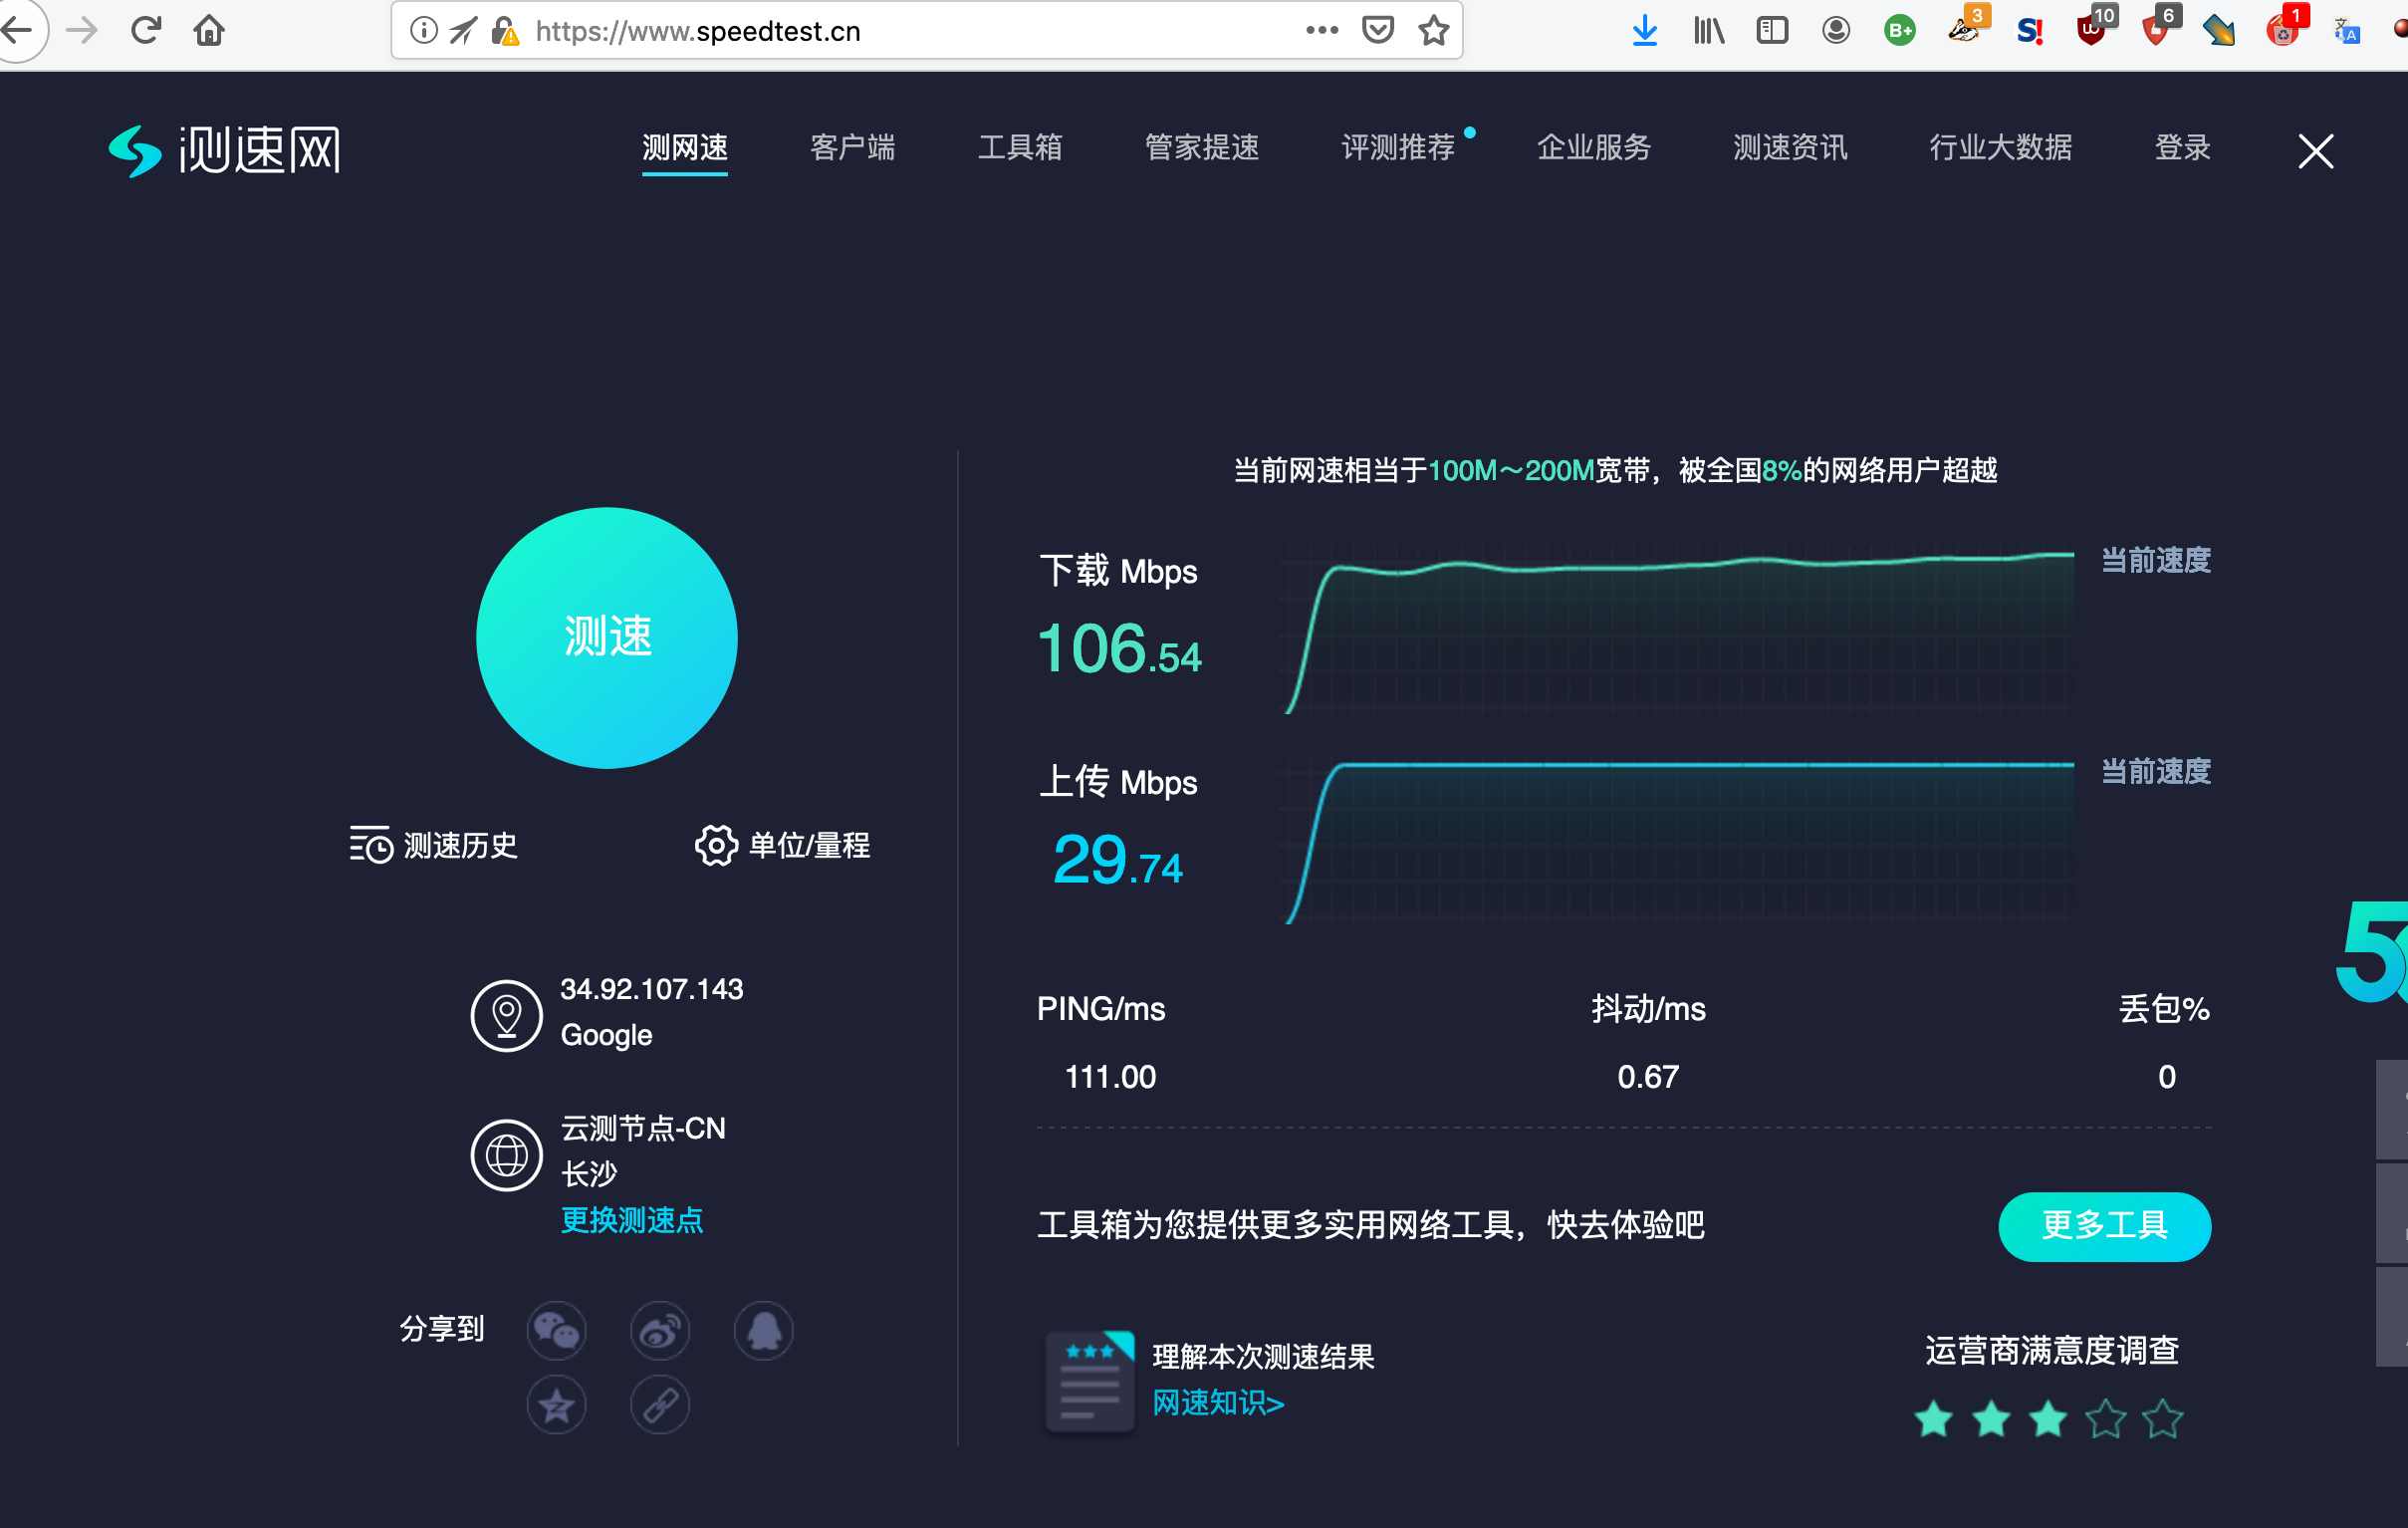 https://www.speedtest.cn
B+
3
S!
10
6
1
测速网
测网速
客户端
工具箱
管家提速
评测推荐
企业服务
测速资讯
行业大数据
登录
测速
测速历史
单位/量程
34.92.107.143
Google
云测节点-CN
长沙
更换测速点
分享到
当前网速相当于100M～200M宽带，被全国8%的网络用户超越
下载 Mbps
106.54
当前速度
上传 Mbps
29.74
当前速度
PING/ms
抖动/ms
丢包%
111.00
0.67
0
工具箱为您提供更多实用网络工具，快去体验吧
更多工具
理解本次测速结果
网速知识>
运营商满意度调查
5